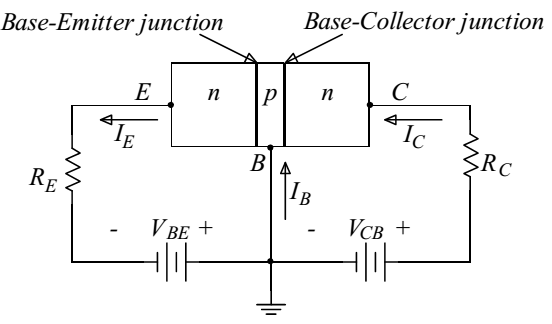 Base-Emitter junction Base-Collector junction
E n p n C
I_E I_C
B
R_E R_C
I_B
- V_BE + - V_CB +